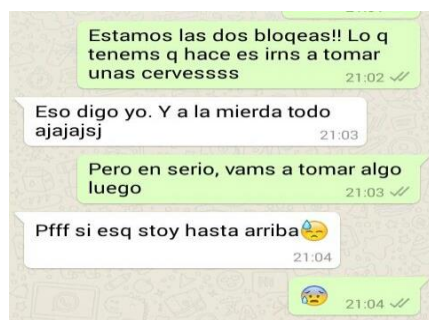 Estamos las dos bloqeas!! Lo q
tenems q hace es irns a tomar
unas cervessss
21:02
Eso digo yo. Y a la mierda todo
ajajajsj
21:03
Pero en serio, vams a tomar algo
luego
21:03
Pfff si esq stoy hasta arriba😓
21:04
😰 21:04